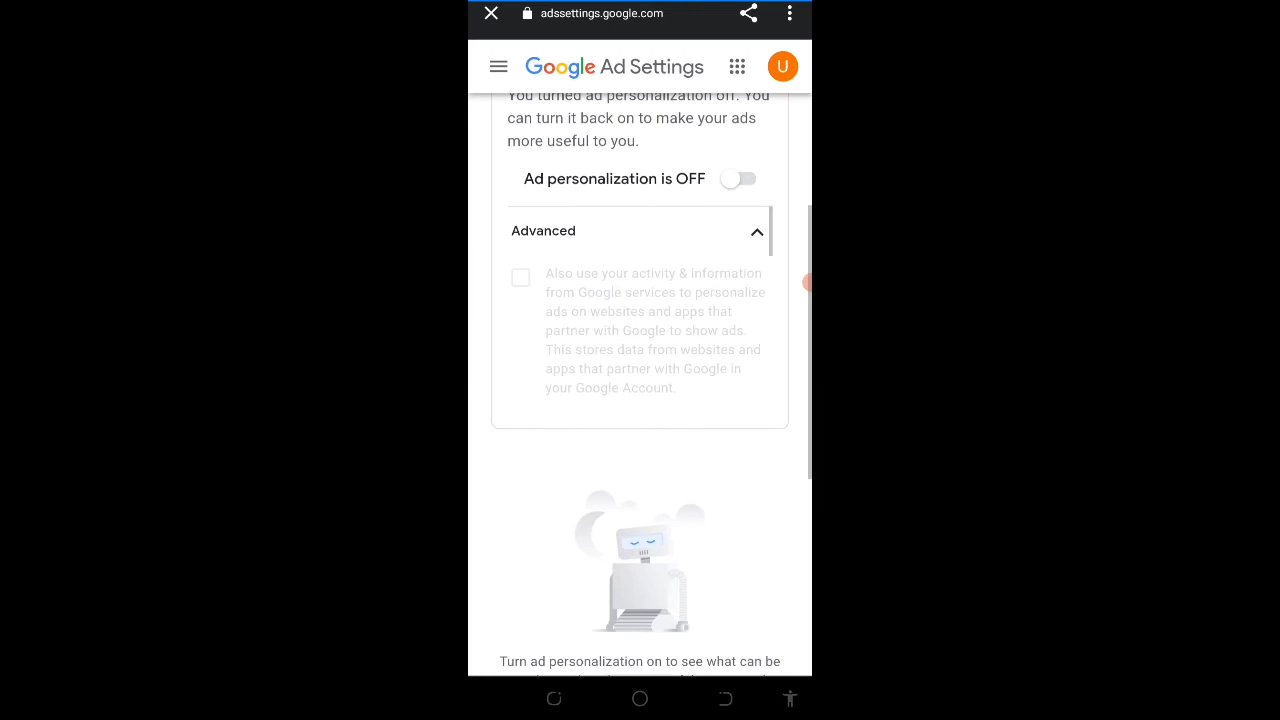 adssettings.google.com
Google Ad Settings
U
You turned ad personalization off. You
can turn it back on to make your ads
more useful to you.
Ad personalization is OFF
Advanced
Also use your activity & information
from Google services to personalize
ads on websites and apps that
partner with Google to show ads.
This stores data from websites and
apps that partner with Google in
your Google Account.
Turn ad personalization on to see what can be